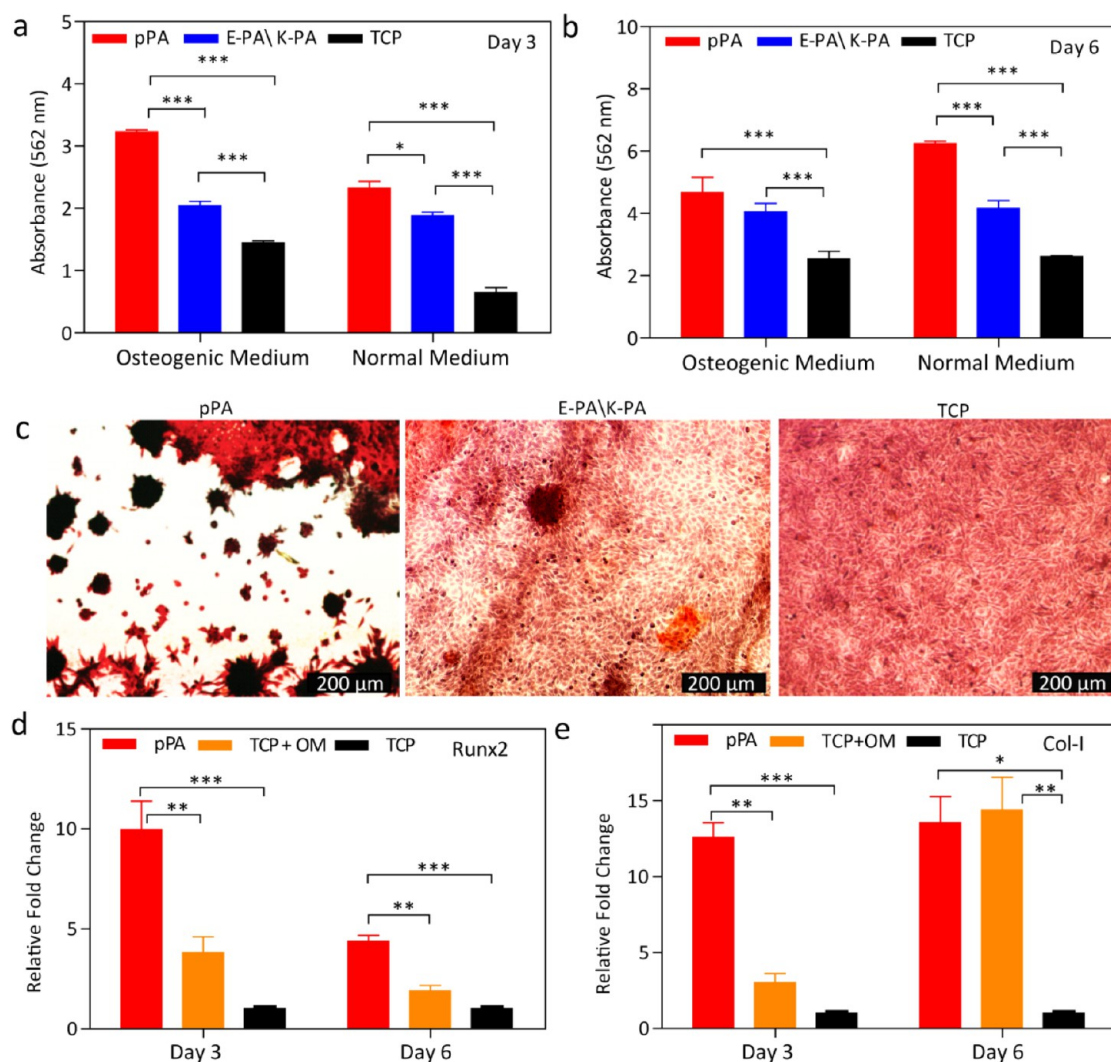 a
5
4
3
2
1
0
Absorbance (562 nm)
pPA E-PA\ K-PA TCP
Day 3
***
***
***
***
*
***
Osteogenic Medium Normal Medium
b
10
8
6
4
2
0
Absorbance (562 nm)
pPA E-PA\ K-PA TCP
Day 6
***
***
***
***
***
Osteogenic Medium Normal Medium
c
pPA E-PA\K-PA TCP
200 µm 200 µm 200 µm
d
15
10
5
0
Relative Fold Change
pPA TCP + OM TCP
Runx2
***
**
***
**
Day 3 Day 6
e
15
10
5
0
Relative Fold Change
pPA TCP+OM TCP
Col-I
***
**
*
**
Day 3 Day 6